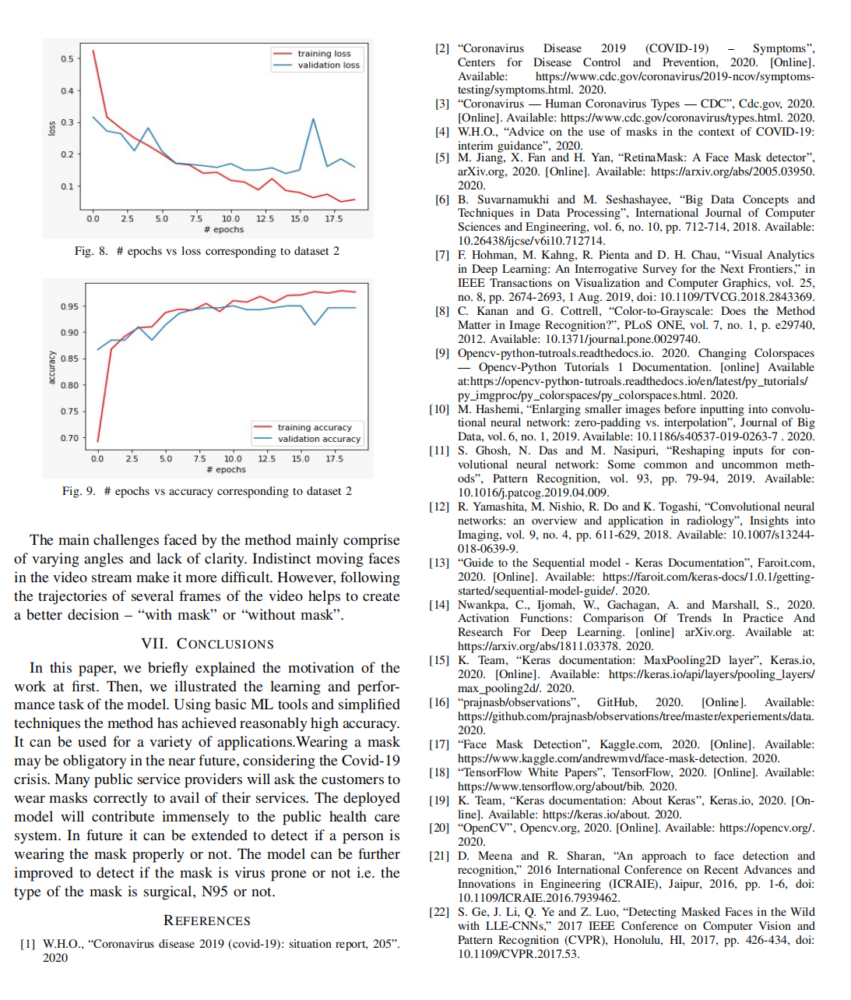 0.5
0.4
0.3
0.2
0.1
loss
training loss
validation loss
0.0 2.5 5.0 7.5 10.0 12.5 15.0 17.5
# epochs
Fig. 8. # epochs vs loss corresponding to dataset 2
0.95
0.90
0.85
0.80
0.75
0.70
accuracy
training accuracy
validation accuracy
0.0 2.5 5.0 7.5 10.0 12.5 15.0 17.5
# epochs
Fig. 9. # epochs vs accuracy corresponding to dataset 2
The main challenges faced by the method mainly comprise
of varying angles and lack of clarity. Indistinct moving faces
in the video stream make it more difficult. However, following
the trajectories of several frames of the video helps to create
a better decision – “with mask” or “without mask”.
VII. CONCLUSIONS
In this paper, we briefly explained the motivation of the
work at first. Then, we illustrated the learning and perfor-
mance task of the model. Using basic ML tools and simplified
techniques the method has achieved reasonably high accuracy.
It can be used for a variety of applications.Wearing a mask
may be obligatory in the near future, considering the Covid-19
crisis. Many public service providers will ask the customers to
wear masks correctly to avail of their services. The deployed
model will contribute immensely to the public health care
system. In future it can be extended to detect if a person is
wearing the mask properly or not. The model can be further
improved to detect if the mask is virus prone or not i.e. the
type of the mask is surgical, N95 or not.
REFERENCES
[1] W.H.O., “Coronavirus disease 2019 (covid-19): situation report, 205”.
2020
[2] “Coronavirus Disease 2019 (COVID-19) – Symptoms”,
Centers for Disease Control and Prevention, 2020. [Online].
Available: https://www.cdc.gov/coronavirus/2019-ncov/symptoms-
testing/symptoms.html. 2020.
[3] “Coronavirus — Human Coronavirus Types — CDC”, Cdc.gov, 2020.
[Online]. Available: https://www.cdc.gov/coronavirus/types.html. 2020.
[4] W.H.O., “Advice on the use of masks in the context of COVID-19:
interim guidance”, 2020.
[5] M. Jiang, X. Fan and H. Yan, “RetinaMask: A Face Mask detector”,
arXiv.org, 2020. [Online]. Available: https://arxiv.org/abs/2005.03950.
2020.
[6] B. Suvarnamukhi and M. Seshashayee, “Big Data Concepts and
Techniques in Data Processing”, International Journal of Computer
Sciences and Engineering, vol. 6, no. 10, pp. 712-714, 2018. Available:
10.26438/ijcse/v6i10.712714.
[7] F. Hohman, M. Kahng, R. Pienta and D. H. Chau, “Visual Analytics
in Deep Learning: An Interrogative Survey for the Next Frontiers,” in
IEEE Transactions on Visualization and Computer Graphics, vol. 25,
no. 8, pp. 2674-2693, 1 Aug. 2019, doi: 10.1109/TVCG.2018.2843369.
[8] C. Kanan and G. Cottrell, “Color-to-Grayscale: Does the Method
Matter in Image Recognition?”, PLoS ONE, vol. 7, no. 1, p. e29740,
2012. Available: 10.1371/journal.pone.0029740.
[9] Opencv-python-tutroals.readthedocs.io. 2020. Changing Colorspaces
— Opencv-Python Tutorials 1 Documentation. [online] Available
at:https://opencv-python-tutroals.readthedocs.io/en/latest/py_tutorials/
py_imgproc/py_colorspaces/py_colorspaces.html. 2020.
[10] M. Hashemi, “Enlarging smaller images before inputting into convolu-
tional neural network: zero-padding vs. interpolation”, Journal of Big
Data, vol. 6, no. 1, 2019. Available: 10.1186/s40537-019-0263-7 . 2020.
[11] S. Ghosh, N. Das and M. Nasipuri, “Reshaping inputs for con-
volutional neural network: Some common and uncommon meth-
ods”, Pattern Recognition, vol. 93, pp. 79-94, 2019. Available:
10.1016/j.patcog.2019.04.009.
[12] R. Yamashita, M. Nishio, R. Do and K. Togashi, “Convolutional neural
networks: an overview and application in radiology”, Insights into
Imaging, vol. 9, no. 4, pp. 611-629, 2018. Available: 10.1007/s13244-
018-0639-9.
[13] “Guide to the Sequential model - Keras Documentation”, Faroit.com,
2020. [Online]. Available: https://faroit.com/keras-docs/1.0.1/getting-
started/sequential-model-guide/. 2020.
[14] Nwankpa, C., Ijomah, W., Gachagan, A. and Marshall, S., 2020.
Activation Functions: Comparison Of Trends In Practice And
Research For Deep Learning. [online] arXiv.org. Available at:
https://arxiv.org/abs/1811.03378. 2020.
[15] K. Team, “Keras documentation: MaxPooling2D layer”, Keras.io,
2020. [Online]. Available: https://keras.io/api/layers/pooling_layers/
max_pooling2d/. 2020.
[16] “prajnasb/observations”, GitHub, 2020. [Online]. Available:
https://github.com/prajnasb/observations/tree/master/experiements/data.
2020.
[17] “Face Mask Detection”, Kaggle.com, 2020. [Online]. Available:
https://www.kaggle.com/andrewmvd/face-mask-detection. 2020.
[18] “TensorFlow White Papers”, TensorFlow, 2020. [Online]. Available:
https://www.tensorflow.org/about/bib. 2020.
[19] K. Team, “Keras documentation: About Keras”, Keras.io, 2020. [On-
line]. Available: https://keras.io/about. 2020.
[20] “OpenCV”, Opencv.org, 2020. [Online]. Available: https://opencv.org/.
2020.
[21] D. Meena and R. Sharan, “An approach to face detection and
recognition,” 2016 International Conference on Recent Advances and
Innovations in Engineering (ICRAIE), Jaipur, 2016, pp. 1-6, doi:
10.1109/ICRAIE.2016.7939462.
[22] S. Ge, J. Li, Q. Ye and Z. Luo, “Detecting Masked Faces in the Wild
with LLE-CNNs,” 2017 IEEE Conference on Computer Vision and
Pattern Recognition (CVPR), Honolulu, HI, 2017, pp. 426-434, doi:
10.1109/CVPR.2017.53.